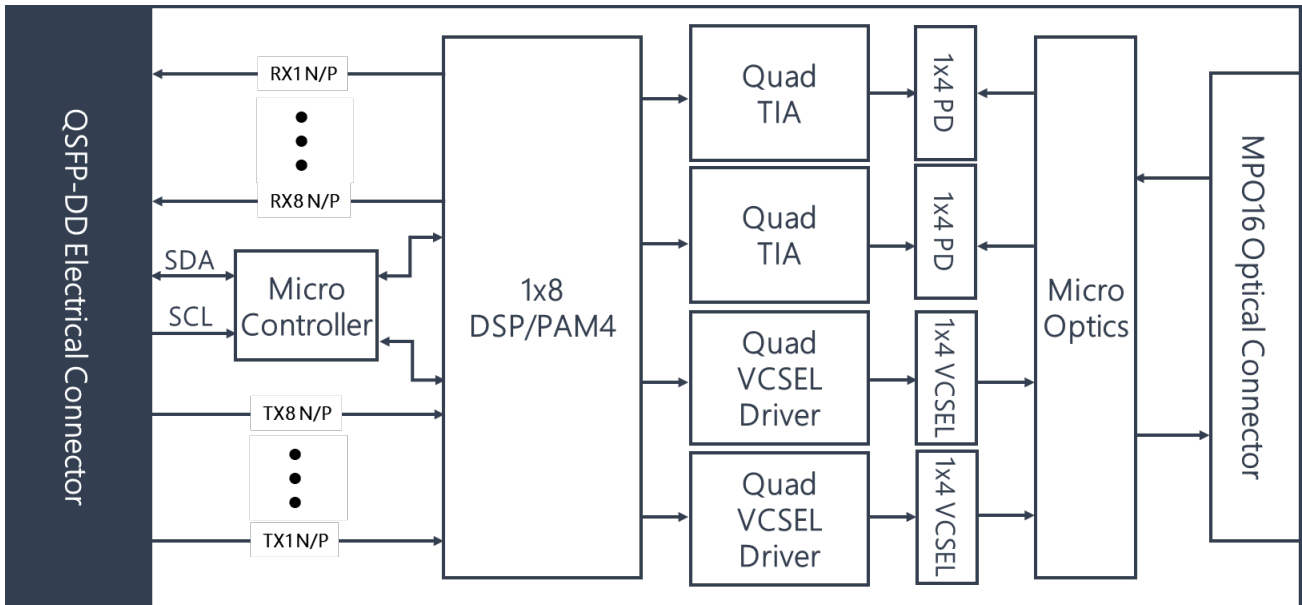 QSFP-DD Electrical Connector
RX1 N/P
RX8 N/P
SDA
SCL
Micro
Controller
TX8 N/P
TX1 N/P
1x8
DSP/PAM4
Quad
TIA
1x4 PD
Quad
TIA
1x4 PD
Quad
VCSEL
Driver
1x4 VCSEL
Quad
VCSEL
Driver
1x4 VCSEL
Micro
Optics
MPO16 Optical Connector